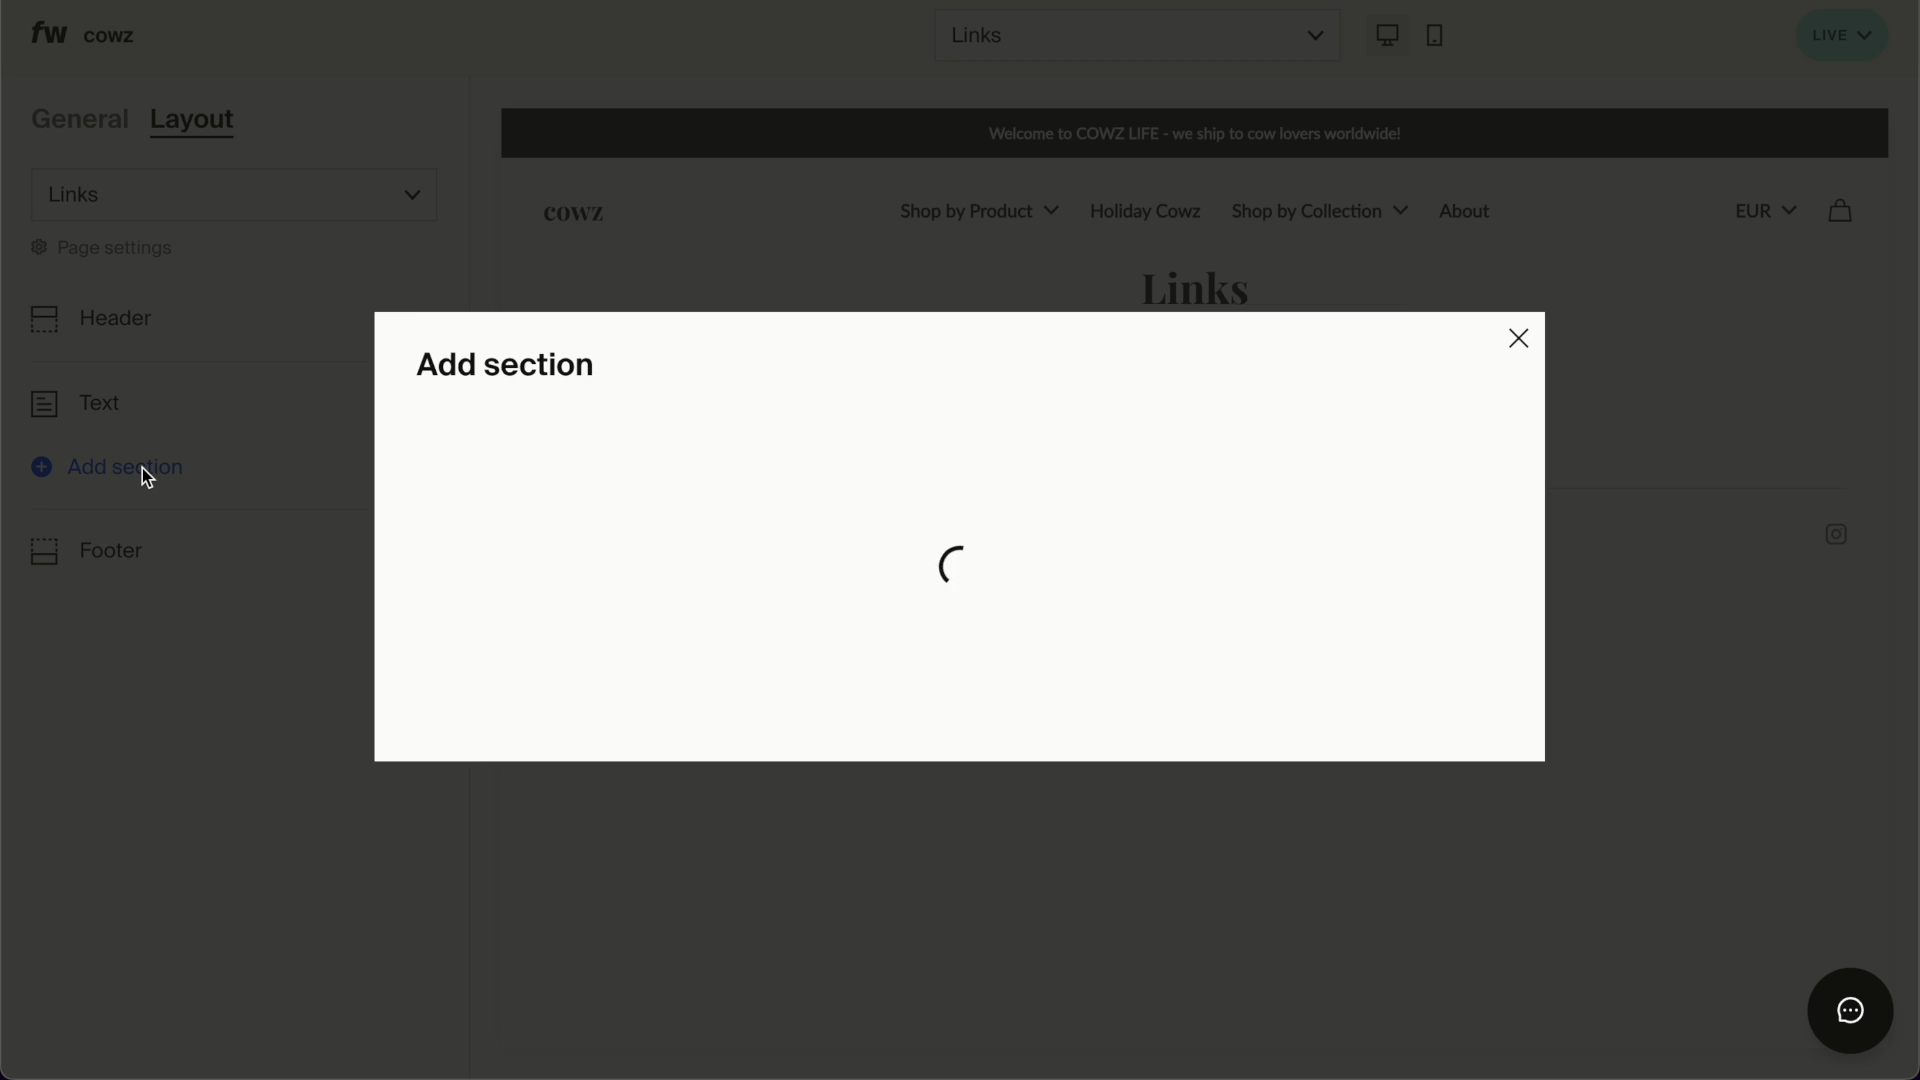 fw cowz
Links
LIVE
General Layout
Links
Page settings
Header
Text
Add section
Footer
Welcome to COWZ LIFE - we ship to cow lovers worldwide!
cowz
Shop by Product
Holiday Cowz
Shop by Collection
About
EUR
Links
Add section